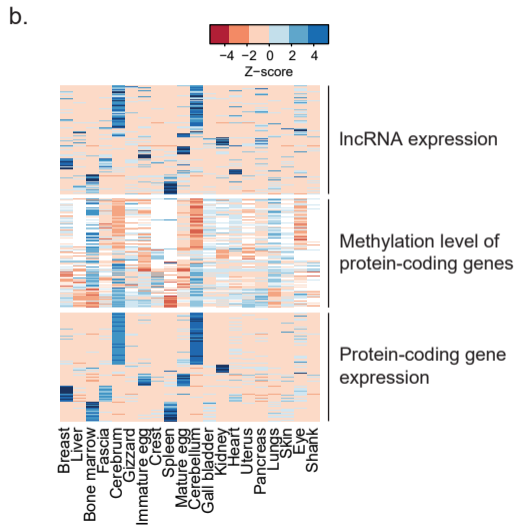 b.
−4 −2 0 2 4
Z−score
lncRNA expression
Methylation level of
protein-coding genes
Protein-coding gene
expression
Breast
Liver
Bone marrow
Fascia
Cerebrum
Gizzard
Immature egg
Crest
Spleen
Mature egg
Cerebellum
Gall bladder
Kidney
Heart
Uterus
Pancreas
Lungs
Skin
Eye
Shank